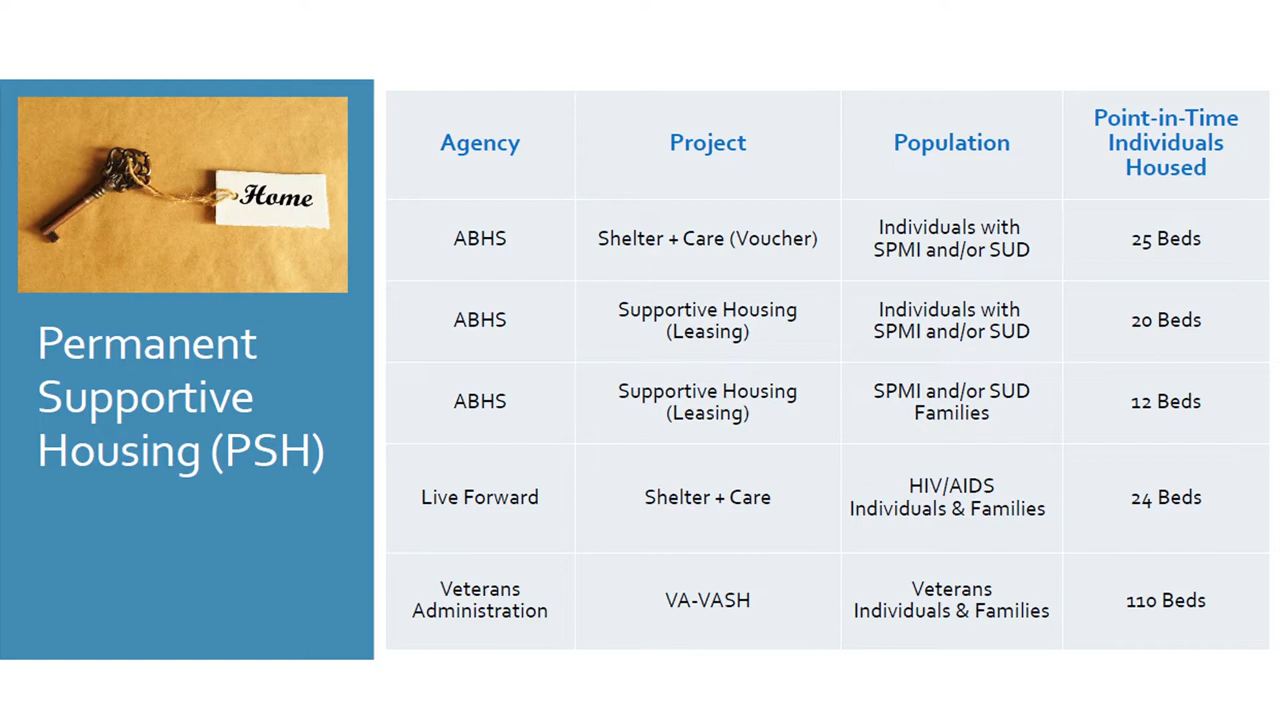 Home
Permanent
Supportive
Housing (PSH)
Agency
Project
Population
Point-in-Time
Individuals
Housed
ABHS
Shelter + Care (Voucher)
Individuals with
SPMI and/or SUD
25 Beds
ABHS
Supportive Housing
(Leasing)
Individuals with
SPMI and/or SUD
20 Beds
ABHS
Supportive Housing
(Leasing)
SPMI and/or SUD
Families
12 Beds
Live Forward
Shelter + Care
HIV/AIDS
Individuals & Families
24 Beds
Veterans
Administration
VA-VASH
Veterans
Individuals & Families
110 Beds